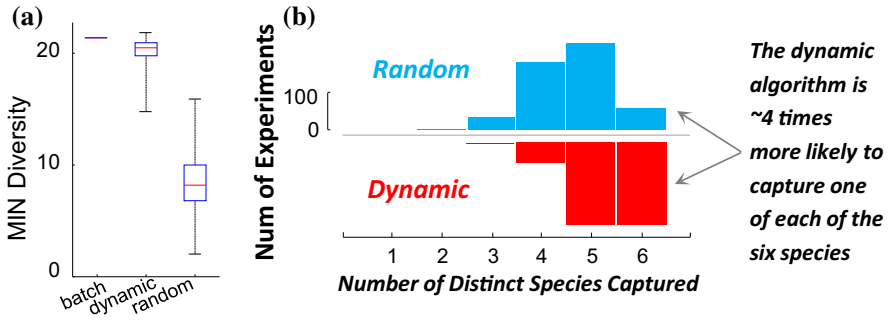 (a)
MIN Diversity
20
10
0
batch
dynamic
random
(b)
Num of Experiments
100
0
Random
Dynamic
1 2 3 4 5 6
Number of Distinct Species Captured
The dynamic
algorithm is
~4 times
more likely to
capture one
of each of the
six species